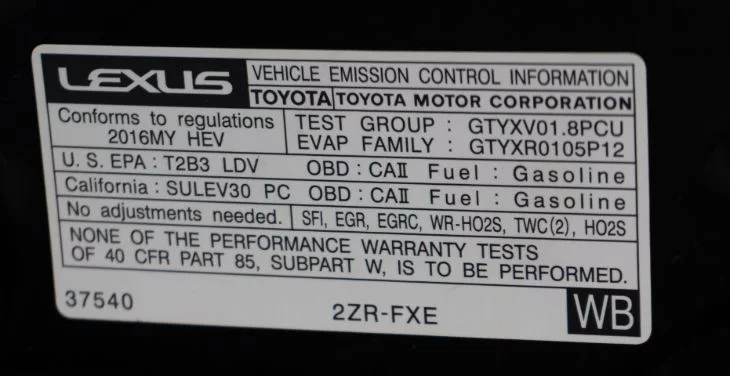 LEXUS
VEHICLE EMISSION CONTROL INFORMATION
TOYOTA TOYOTA MOTOR CORPORATION
Conforms to regulations
2016MY HEV
TEST GROUP : GTYXV01.8PCU
EVAP FAMILY : GTYXR0105P12
U. S. EPA : T2B3 LDV OBD : CAII Fuel : Gasoline
California : SULEV30 PC OBD : CAII Fuel : Gasoline
No adjustments needed. SFI, EGR, EGRC, WR-HO2S, TWC(2), HO2S
NONE OF THE PERFORMANCE WARRANTY TESTS
OF 40 CFR PART 85, SUBPART W, IS TO BE PERFORMED.
37540 2ZR-FXE WB